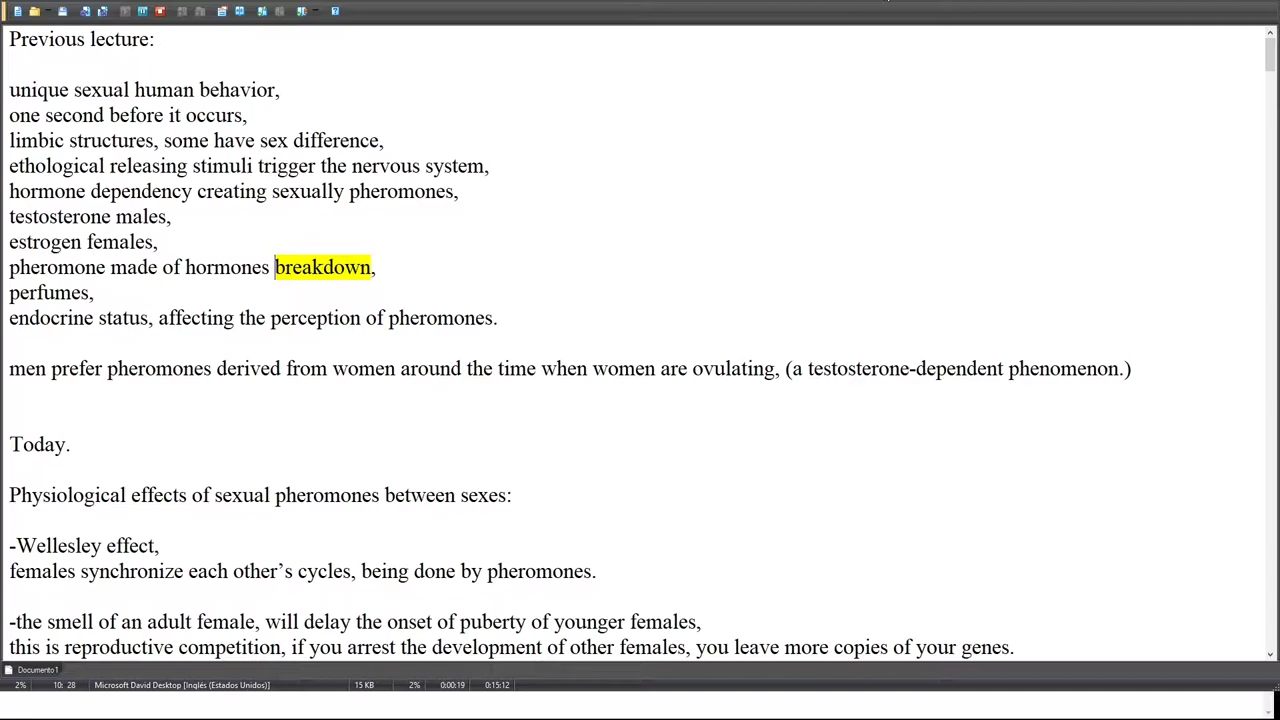 Previous lecture:
unique sexual human behavior,
one second before it occurs,
limbic structures, some have sex difference,
ethological releasing stimuli trigger the nervous system,
hormone dependency creating sexually pheromones,
testosterone males,
estrogen females,
pheromone made of hormones breakdown,
perfumes,
endocrine status, affecting the perception of pheromones.
men prefer pheromones derived from women around the time when women are ovulating, (a testosterone-dependent phenomenon.)
Today.
Physiological effects of sexual pheromones between sexes:
-Wellesley effect,
females synchronize each other’s cycles, being done by pheromones.
-the smell of an adult female, will delay the onset of puberty of younger females,
this is reproductive competition, if you arrest the development of other females, you leave more copies of your genes.
Documento1
2% 10: 28 Microsoft David Desktop [Inglés (Estados Unidos)] 15 KB 2% 0:00:19 0:15:12